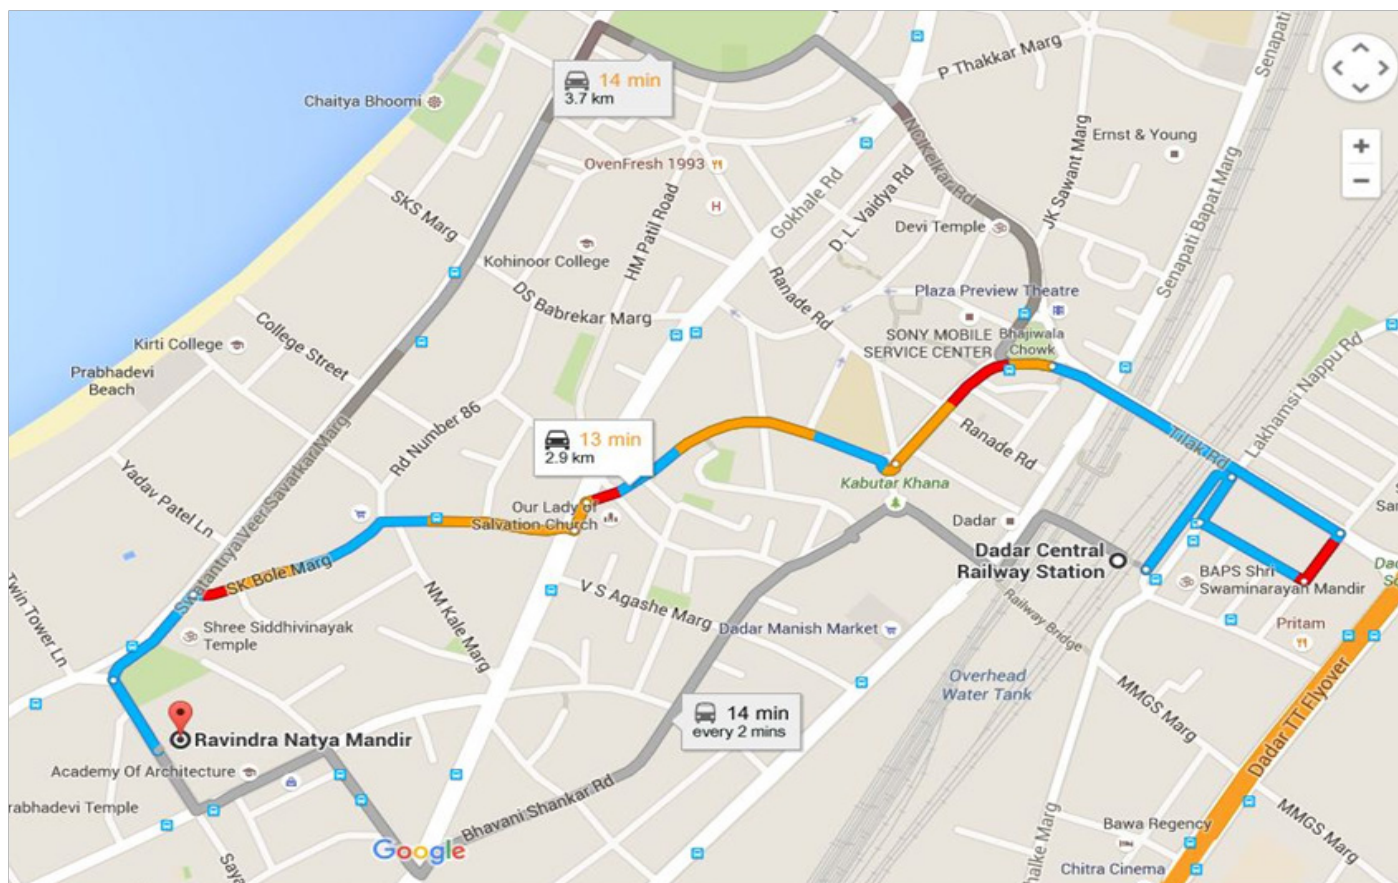 14 min
3.7 km
P Thakkar Marg
Senapati
Chaitya Bhoomi
Ernst & Young
NC Kelkar Rd
OvenFresh 1993
JK Sawant Marg
Gokhale Rd
D. L. Vaidya Rd
SKS Marg
HM Patil Road
H
Devi Temple
Senapati Bapat Marg
Kohinoor College
Ranade Rd
Plaza Preview Theatre
DS Babrekar Marg
SONY MOBILE
SERVICE CENTER
Bhajiwala
Chowk
College Street
Kirti College
Prabhadevi
Beach
Lakhamsi Nappu Rd
Rd Number 86
13 min
2.9 km
Ranade Rd
Tilak Rd
Swatantrya Veer Savarkar Marg
Yadav Patel Ln
Kabutar Khana
Our Lady of
Salvation Church
Dadar
Dadar Central
Railway Station
SK Bole Marg
BAPS Shri
Swaminarayan Mandir
Twin Tower Ln
NM Kale Marg
V S Agashe Marg
Railway Bridge
Shree Siddhivinayak
Temple
Dadar Manish Market
Pritam
Overhead
Water Tank
MMGS Marg
14 min
every 2 mins
Ravindra Natya Mandir
Dadar TT Flyover
Academy Of Architecture
rabhadevi Temple
Bhavani Shankar Rd
MMGS Marg
Bawa Regency
Google
Saya
halke Marg
Chitra Cinema